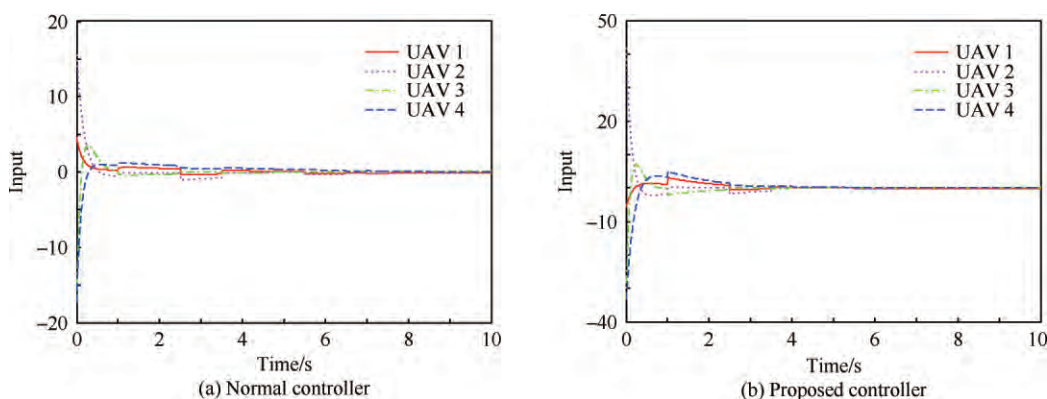 20
10
0
−10
−20
Input
UAV 1
UAV 2
UAV 3
UAV 4
0 2 4 6 8 10
Time/s
(a) Normal controller
50
20
−10
−40
Input
UAV 1
UAV 2
UAV 3
UAV 4
0 2 4 6 8 10
Time/s
(b) Proposed controller